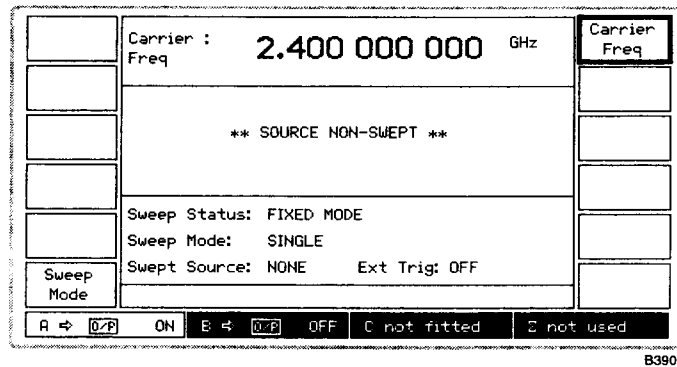 Carrier :
Freq
2.400 000 000 GHz
Carrier
Freq
** SOURCE NON-SWEPT **
Sweep Status: FIXED MODE
Sweep Mode: SINGLE
Swept Source: NONE Ext Trig: OFF
Sweep
Mode
A ⇨ O/P ON B ⇨ O/P OFF C not fitted Σ not used
B390